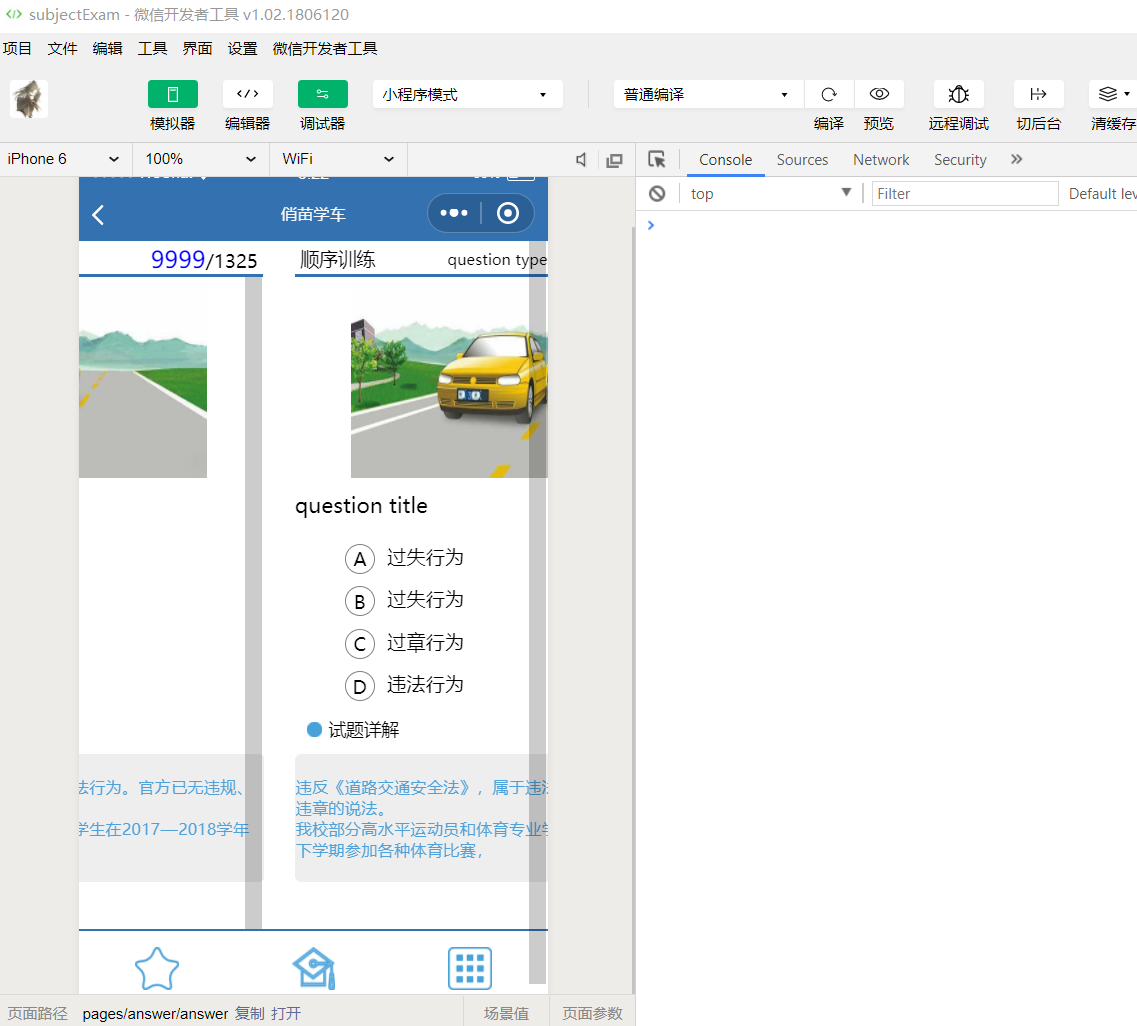 subjectExam - 微信开发者工具 v1.02.1806120
项目 文件 编辑 工具 界面 设置 微信开发者工具
小程序模式 普通编译
模拟器 编辑器 调试器 编译 预览 远程调试 切后台 清缓存
iPhone 6 100% WiFi
Console Sources Network Security
top Filter Default lev
俏苗学车
9999/1325 顺序训练 question type
question title
A 过失行为
B 过失行为
C 过章行为
D 违法行为
试题详解
法行为。官方已无违规、
学生在2017—2018学年
违反《道路交通安全法》，属于违法
违章的说法。
我校部分高水平运动员和体育专业学
下学期参加各种体育比赛，
页面路径 pages/answer/answer 复制 打开 场景值 页面参数